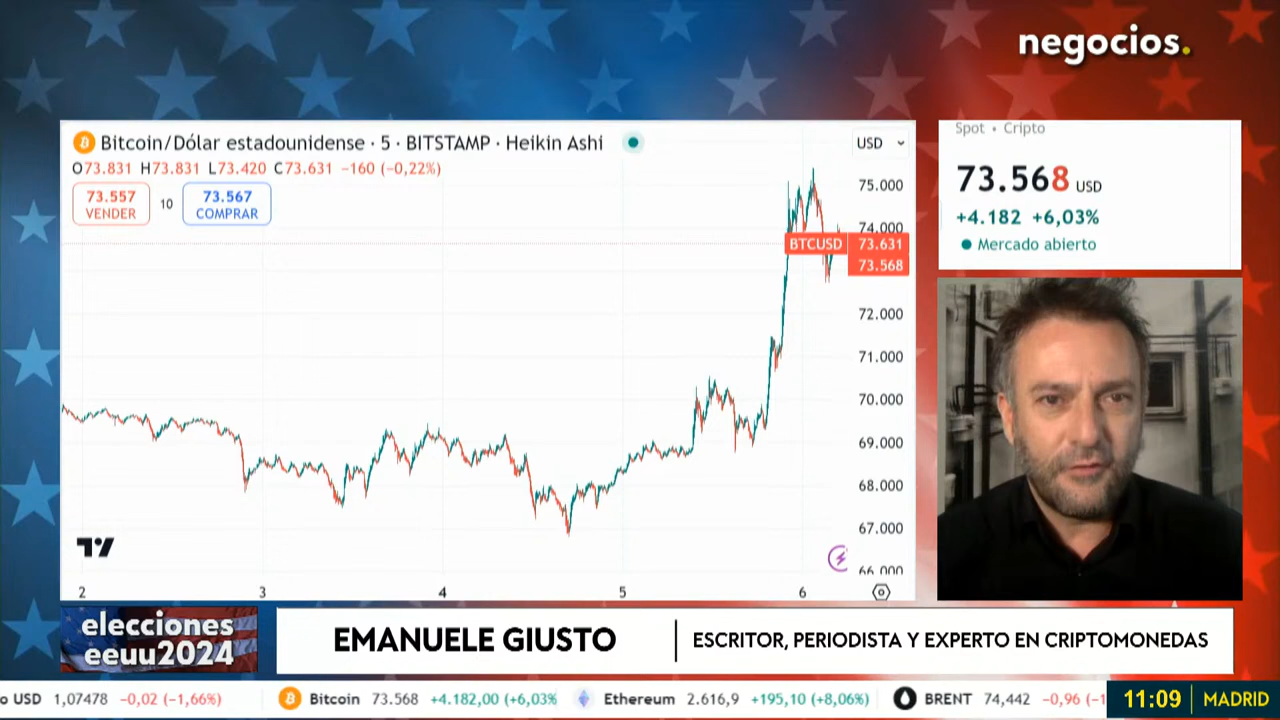 negocios.
Bitcoin/Dólar estadounidense · 5 · BITSTAMP · Heikin Ashi
USD
O73.831 H73.831 L73.420 C73.631 −160 (−0,22%)
73.557
VENDER
10
73.567
COMPRAR
75.000
74.000
BTCUSD
73.631
73.568
72.000
71.000
70.000
69.000
68.000
67.000
66.000
2
3
4
5
6
Spot • Cripto
73.568 USD
+4.182 +6,03%
Mercado abierto
elecciones
eeuu2024
EMANUELE GIUSTO
ESCRITOR, PERIODISTA Y EXPERTO EN CRIPTOMONEDAS
o USD 1,07478 −0,02 (−1,66%)
Bitcoin 73.568 +4.182,00 (+6,03%)
Ethereum 2.616,9 +195,10 (+8,06%)
BRENT 74,442 −0,96 (−1
11:09 MADRID